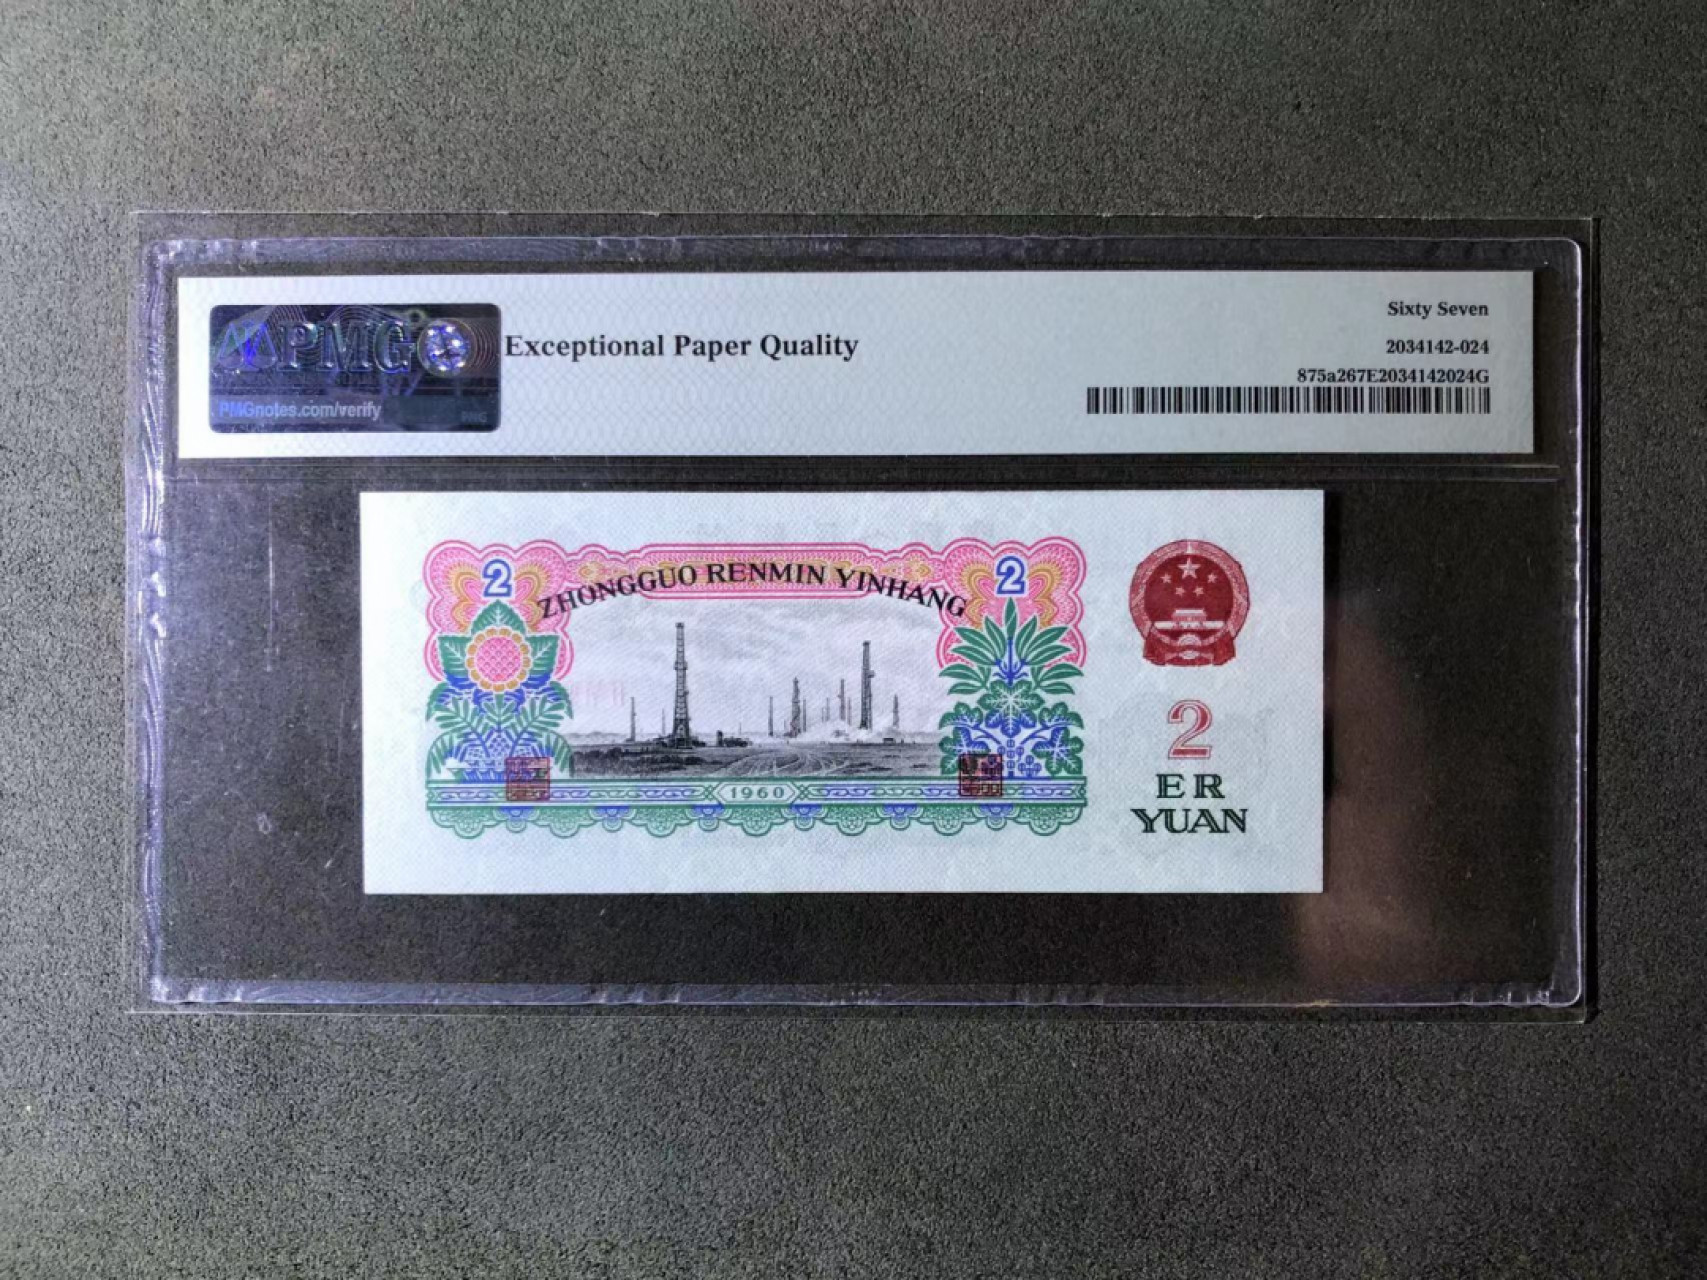 PMG
PMGnotes.com/verify
Exceptional Paper Quality
Sixty Seven
2034142-024
875a267E2034142024G
2
ZHONGGUO RENMIN YINHANG
2
1960
2
ER
YUAN